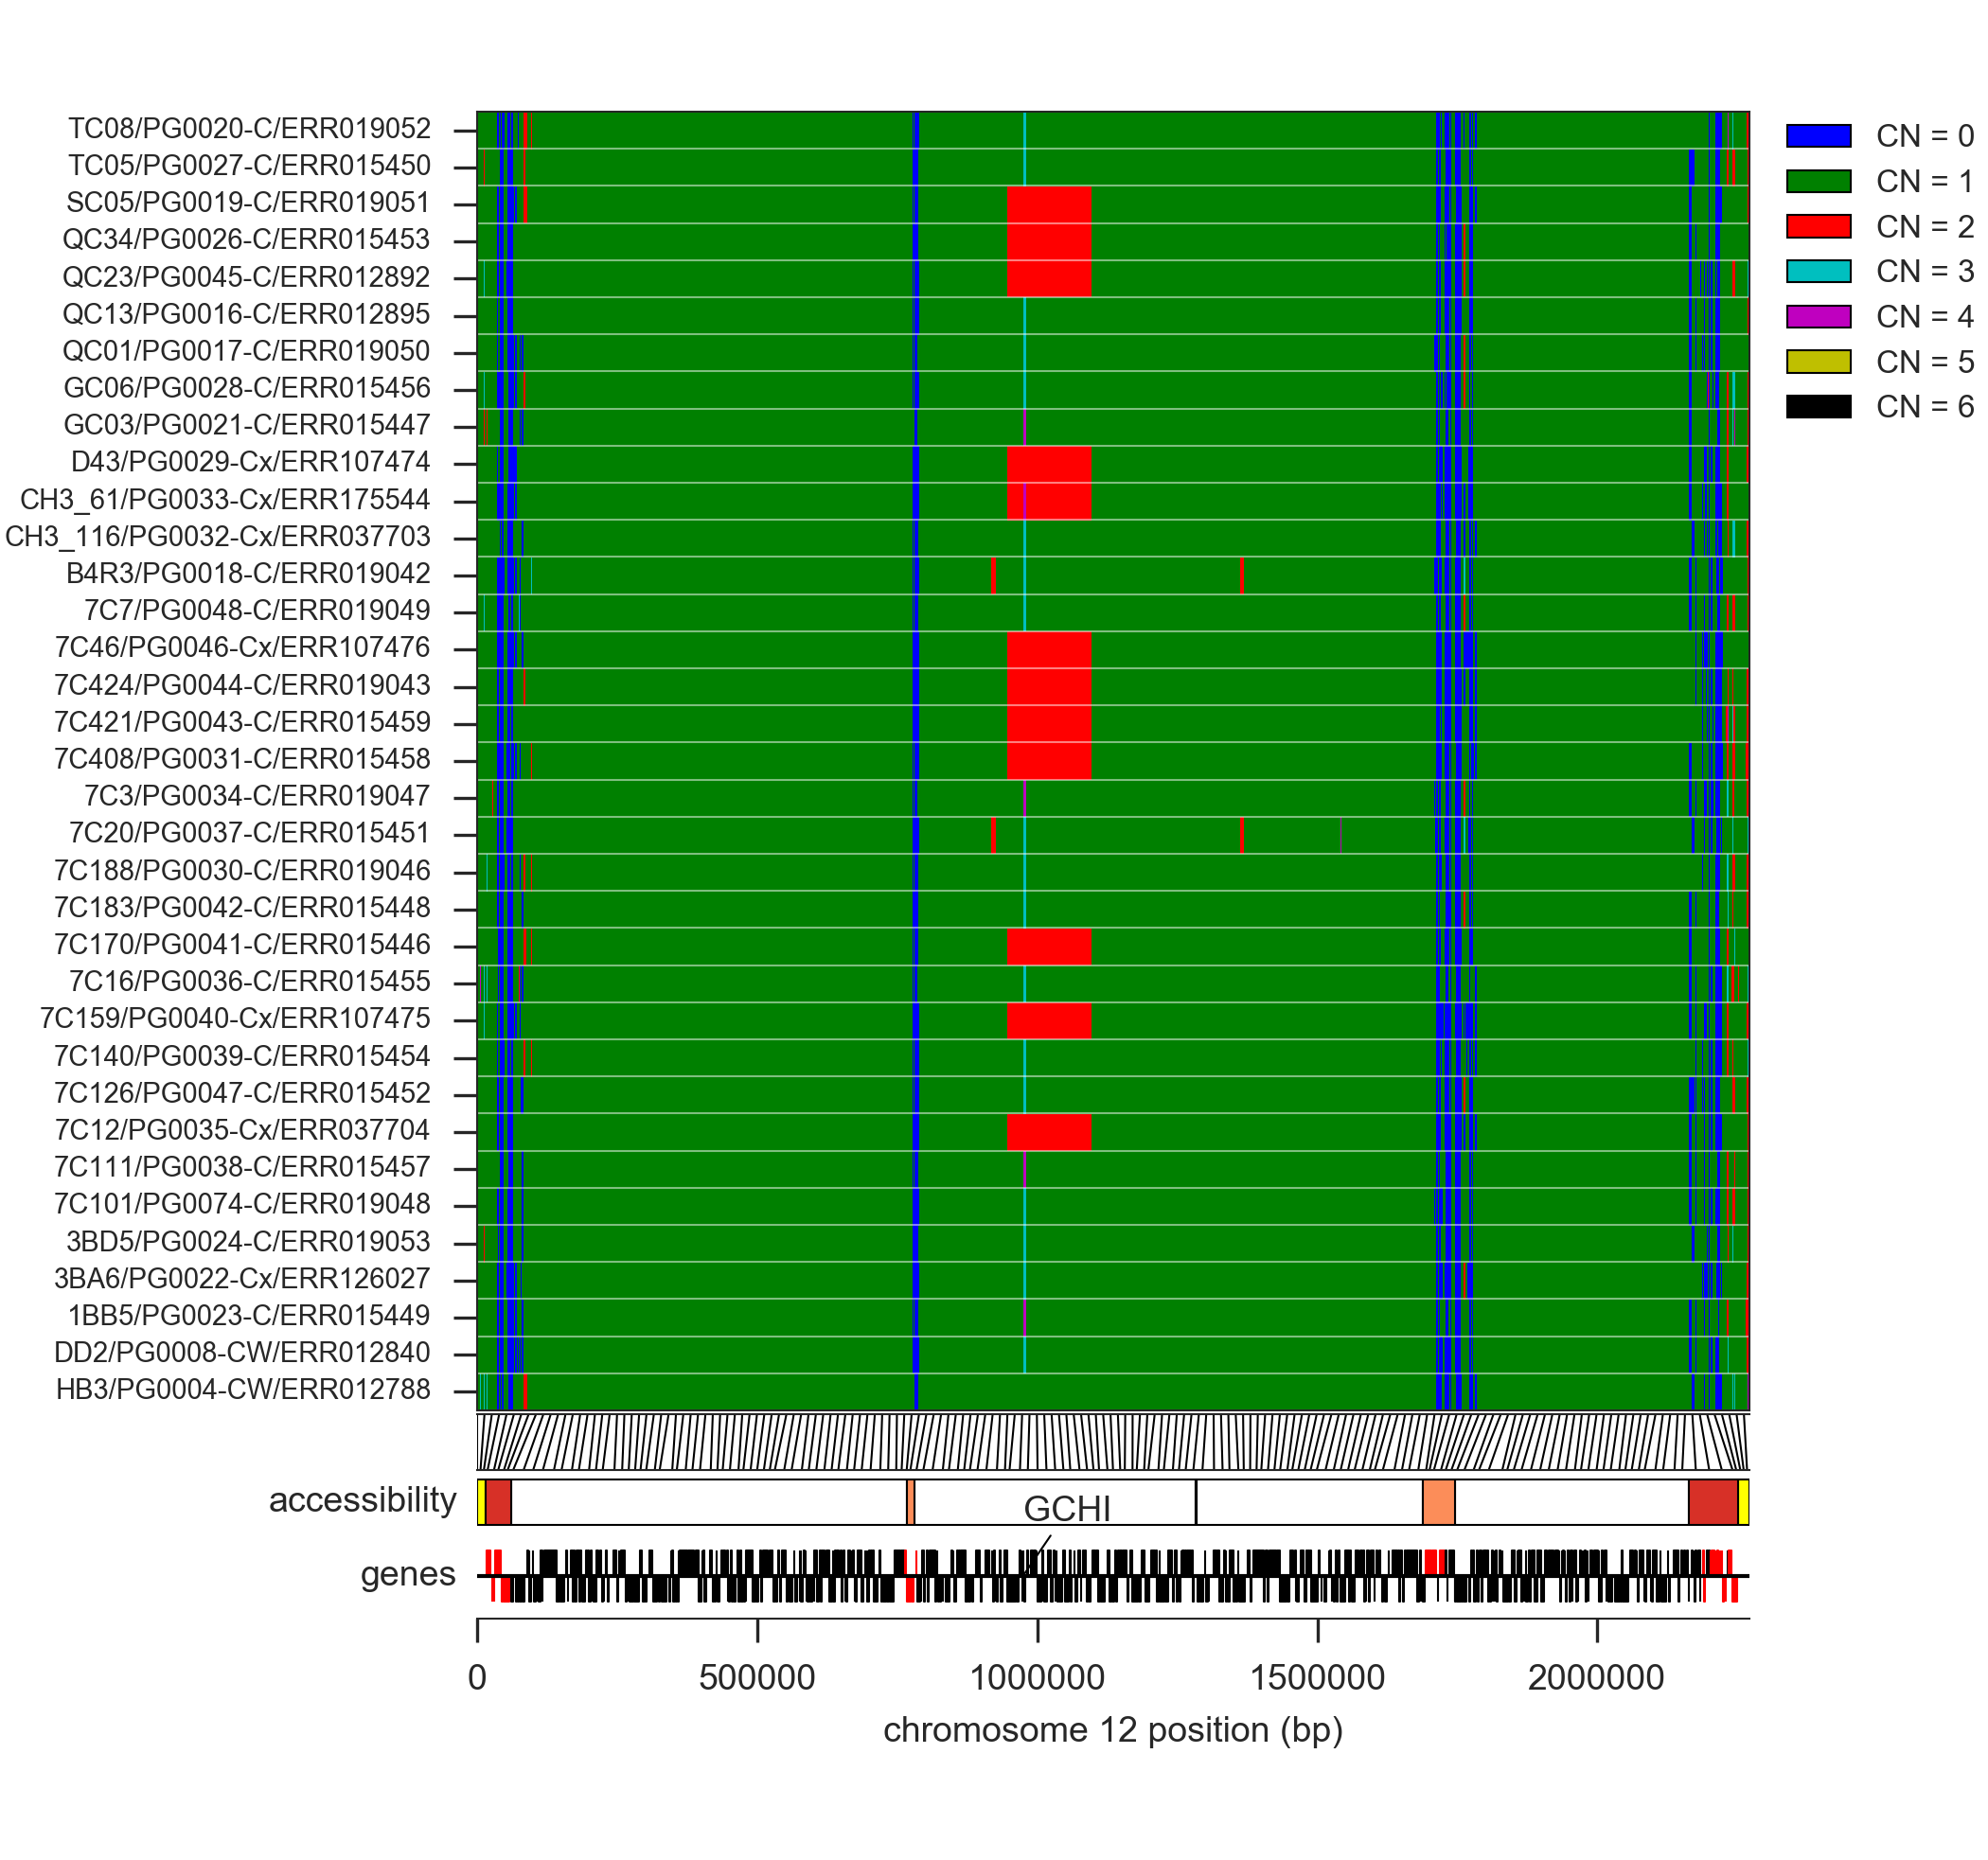 TC08/PG0020-C/ERR019052
TC05/PG0027-C/ERR015450
SC05/PG0019-C/ERR019051
QC34/PG0026-C/ERR015453
QC23/PG0045-C/ERR012892
QC13/PG0016-C/ERR012895
QC01/PG0017-C/ERR019050
GC06/PG0028-C/ERR015456
GC03/PG0021-C/ERR015447
D43/PG0029-Cx/ERR107474
CH3_61/PG0033-Cx/ERR175544
CH3_116/PG0032-Cx/ERR037703
B4R3/PG0018-C/ERR019042
7C7/PG0048-C/ERR019049
7C46/PG0046-Cx/ERR107476
7C424/PG0044-C/ERR019043
7C421/PG0043-C/ERR015459
7C408/PG0031-C/ERR015458
7C3/PG0034-C/ERR019047
7C20/PG0037-C/ERR015451
7C188/PG0030-C/ERR019046
7C183/PG0042-C/ERR015448
7C170/PG0041-C/ERR015446
7C16/PG0036-C/ERR015455
7C159/PG0040-Cx/ERR107475
7C140/PG0039-C/ERR015454
7C126/PG0047-C/ERR015452
7C12/PG0035-Cx/ERR037704
7C111/PG0038-C/ERR015457
7C101/PG0074-C/ERR019048
3BD5/PG0024-C/ERR019053
3BA6/PG0022-Cx/ERR126027
1BB5/PG0023-C/ERR015449
DD2/PG0008-CW/ERR012840
HB3/PG0004-CW/ERR012788
CN = 0
CN = 1
CN = 2
CN = 3
CN = 4
CN = 5
CN = 6
accessibility
GCHI
genes
0 500000 1000000 1500000 2000000
chromosome 12 position (bp)